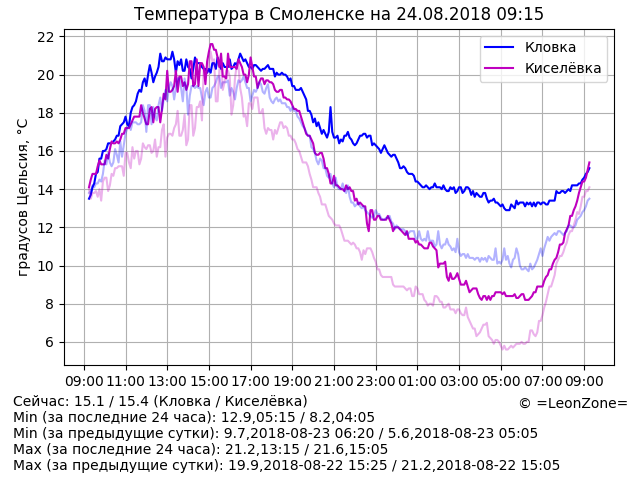 Температура в Смоленске на 24.08.2018 09:15
Кловка
Киселёвка
градусов Цельсия, °C
22
20
18
16
14
12
10
8
6
09:00 11:00 13:00 15:00 17:00 19:00 21:00 23:00 01:00 03:00 05:00 07:00 09:00
Сейчас: 15.1 / 15.4 (Кловка / Киселёвка)
© =LeonZone=
Min (за последние 24 часа): 12.9,05:15 / 8.2,04:05
Min (за предыдущие сутки): 9.7,2018-08-23 06:20 / 5.6,2018-08-23 05:05
Max (за последние 24 часа): 21.2,13:15 / 21.6,15:05
Max (за предыдущие сутки): 19.9,2018-08-22 15:25 / 21.2,2018-08-22 15:05